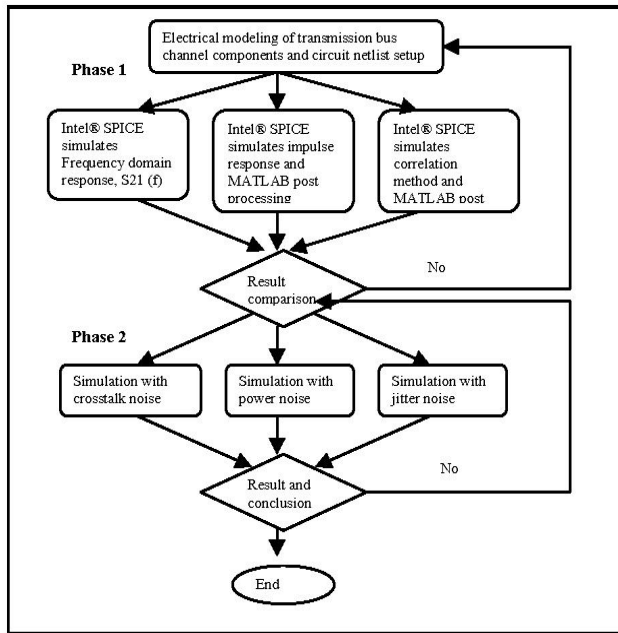 Electrical modeling of transmission bus
channel components and circuit netlist setup
Phase 1
Intel® SPICE
simulates
Frequency domain
response, S21 (f)
Intel® SPICE
simulates impulse
response and
MATLAB post
processing
Intel® SPICE
simulates
correlation
method and
MATLAB post
No
Result
comparison
Phase 2
Simulation with
crosstalk noise
Simulation with
power noise
Simulation with
jitter noise
No
Result and
conclusion
End